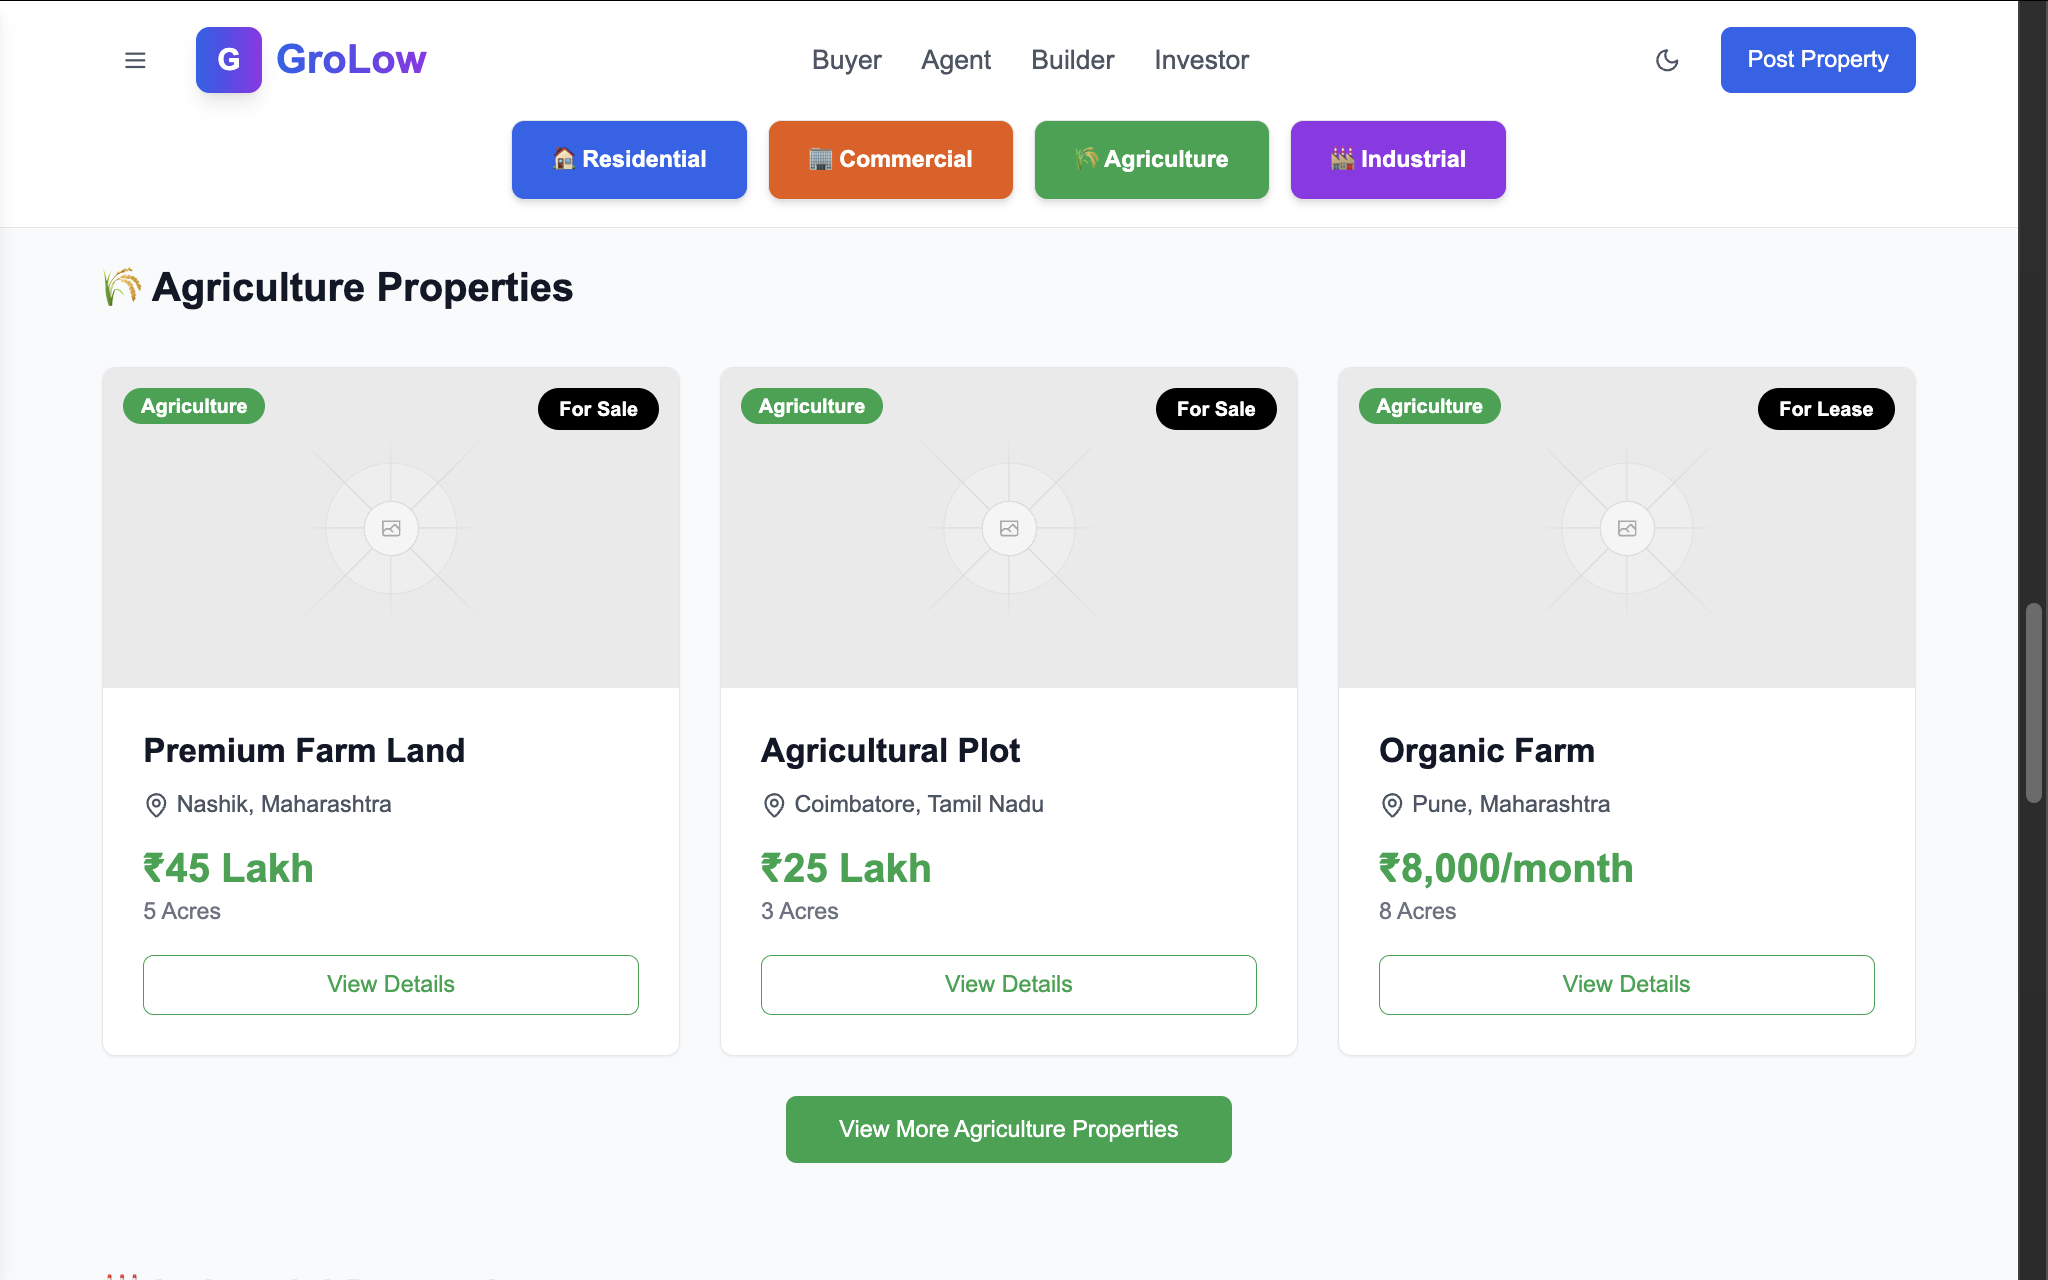 G GroLow
Buyer Agent Builder Investor
Post Property
Residential Commercial Agriculture Industrial
Agriculture Properties
Agriculture For Sale
Premium Farm Land
Nashik, Maharashtra
₹45 Lakh
5 Acres
View Details
Agriculture For Sale
Agricultural Plot
Coimbatore, Tamil Nadu
₹25 Lakh
3 Acres
View Details
Agriculture For Lease
Organic Farm
Pune, Maharashtra
₹8,000/month
8 Acres
View Details
View More Agriculture Properties